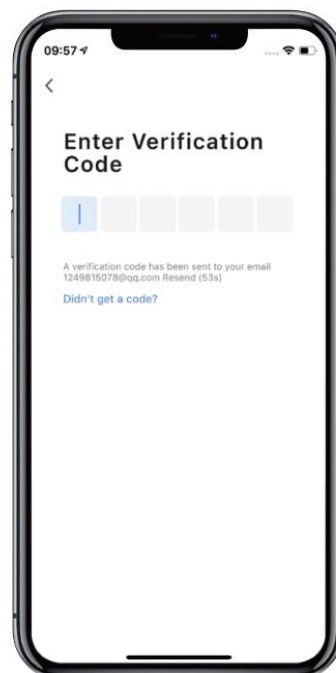 09:57
Enter Verification
Code
A verification code has been sent to your email
1249815078@qq.com Resend (53s)
Didn't get a code?